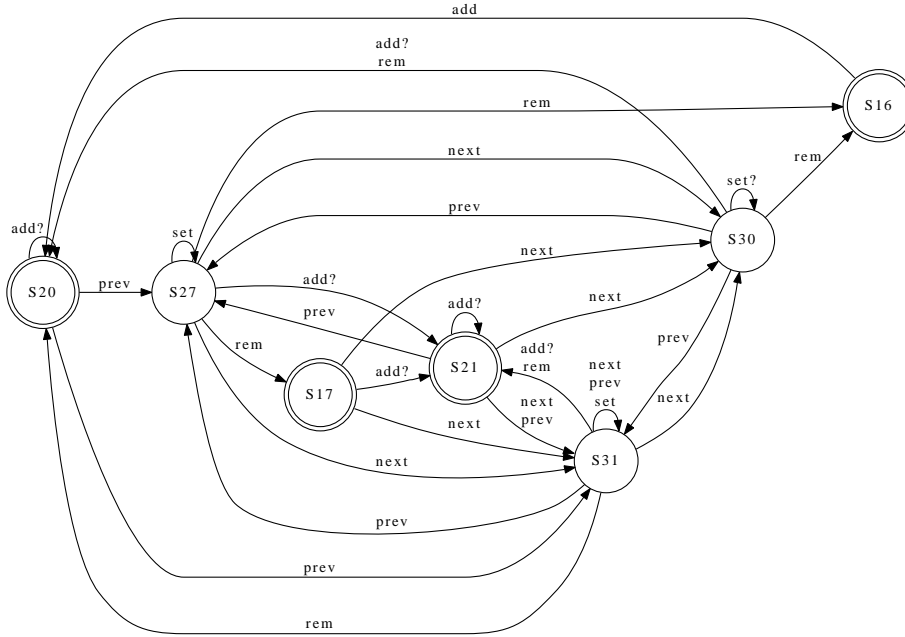 add
add?
rem
rem
S16
next
rem
set?
add?
set
prev
S30
next
S20
prev
S27
add?
add?
next
prev
prev
add?
rem
next
prev
set
rem
add?
S21
S17
next
prev
next
next
next
S31
prev
prev
rem